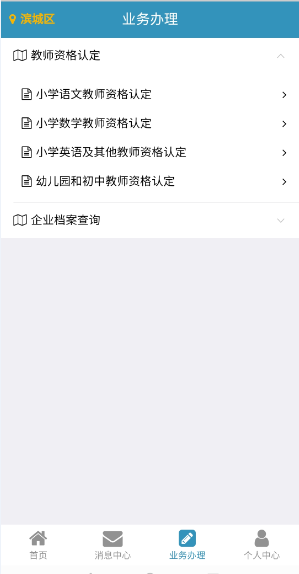 滨城区
业务办理
教师资格认定
小学语文教师资格认定
小学数学教师资格认定
小学英语及其他教师资格认定
幼儿园和初中教师资格认定
企业档案查询
首页
消息中心
业务办理
个人中心